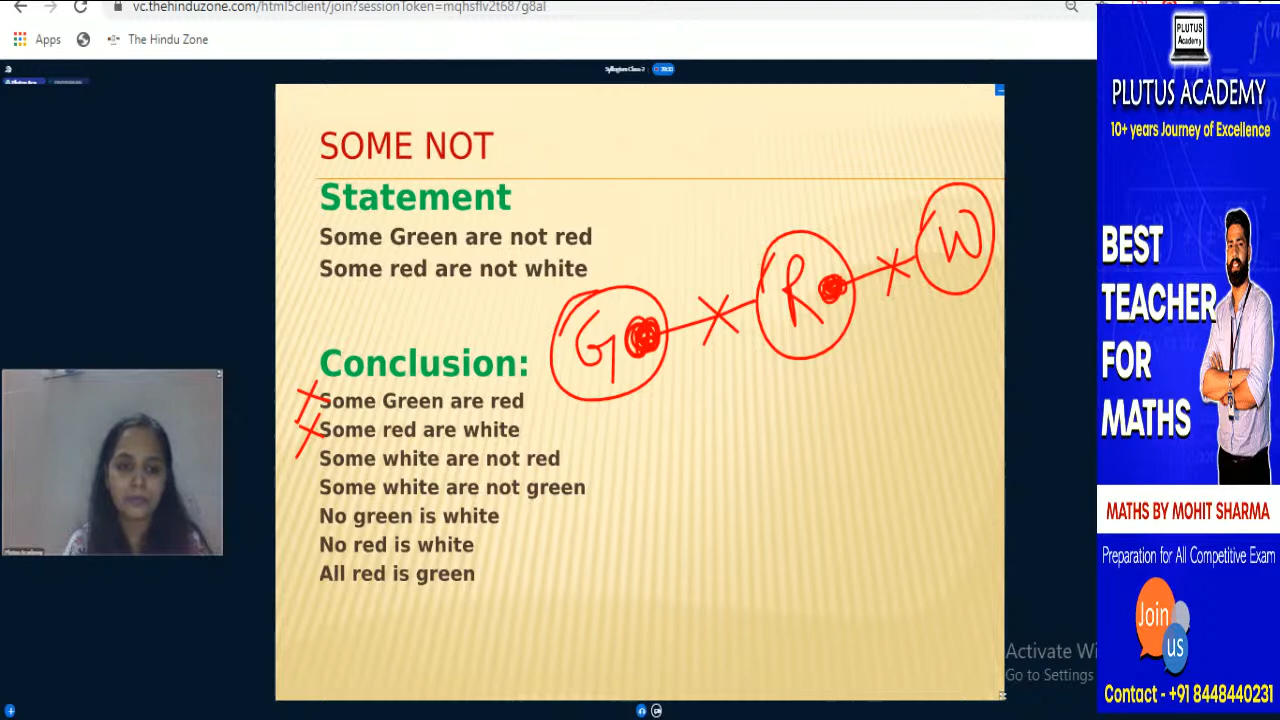 vc.thehinduzone.com/html5client/join?sessionToken=mqhsflv2t687g8al
Apps
The Hindu Zone
Syllogism Class 2
SOME NOT
Statement
Some Green are not red
Some red are not white
G
R
W
Conclusion:
Some Green are red
Some red are white
Some white are not red
Some white are not green
No green is white
No red is white
All red is green
Activate Wi
Go to Settings
PLUTUS
Academy
PLUTUS ACADEMY
10+ years Journey of Excellence
BEST
TEACHER
FOR
MATHS
MATHS BY MOHIT SHARMA
Preparation for All Competitive Exam
Join
us
Contact - +91 8448440231